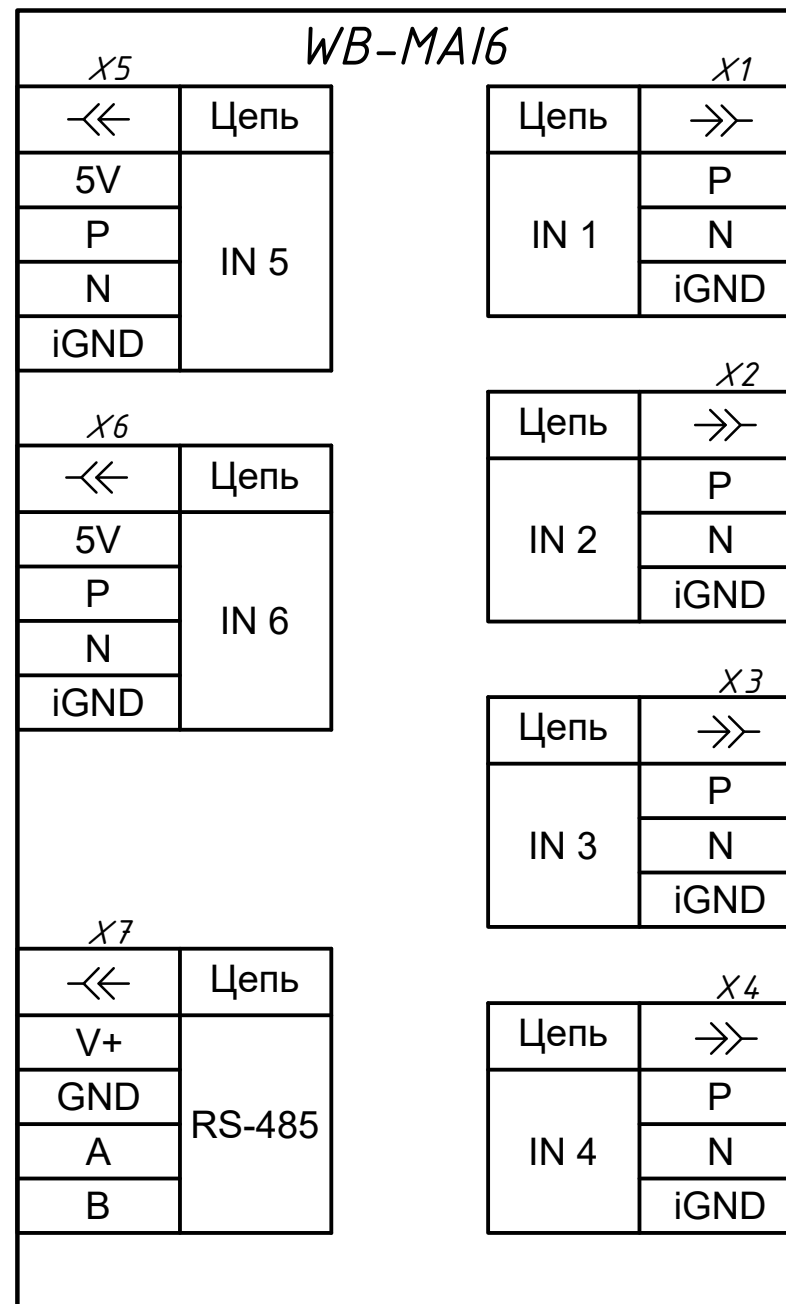 WB-MAI6
X5
Цепь
5V
P
N
iGND
IN 5
X6
Цепь
5V
P
N
iGND
IN 6
X7
Цепь
V+
GND
A
B
RS-485
X1
Цепь
P
N
iGND
IN 1
X2
Цепь
P
N
iGND
IN 2
X3
Цепь
P
N
iGND
IN 3
X4
Цепь
P
N
iGND
IN 4